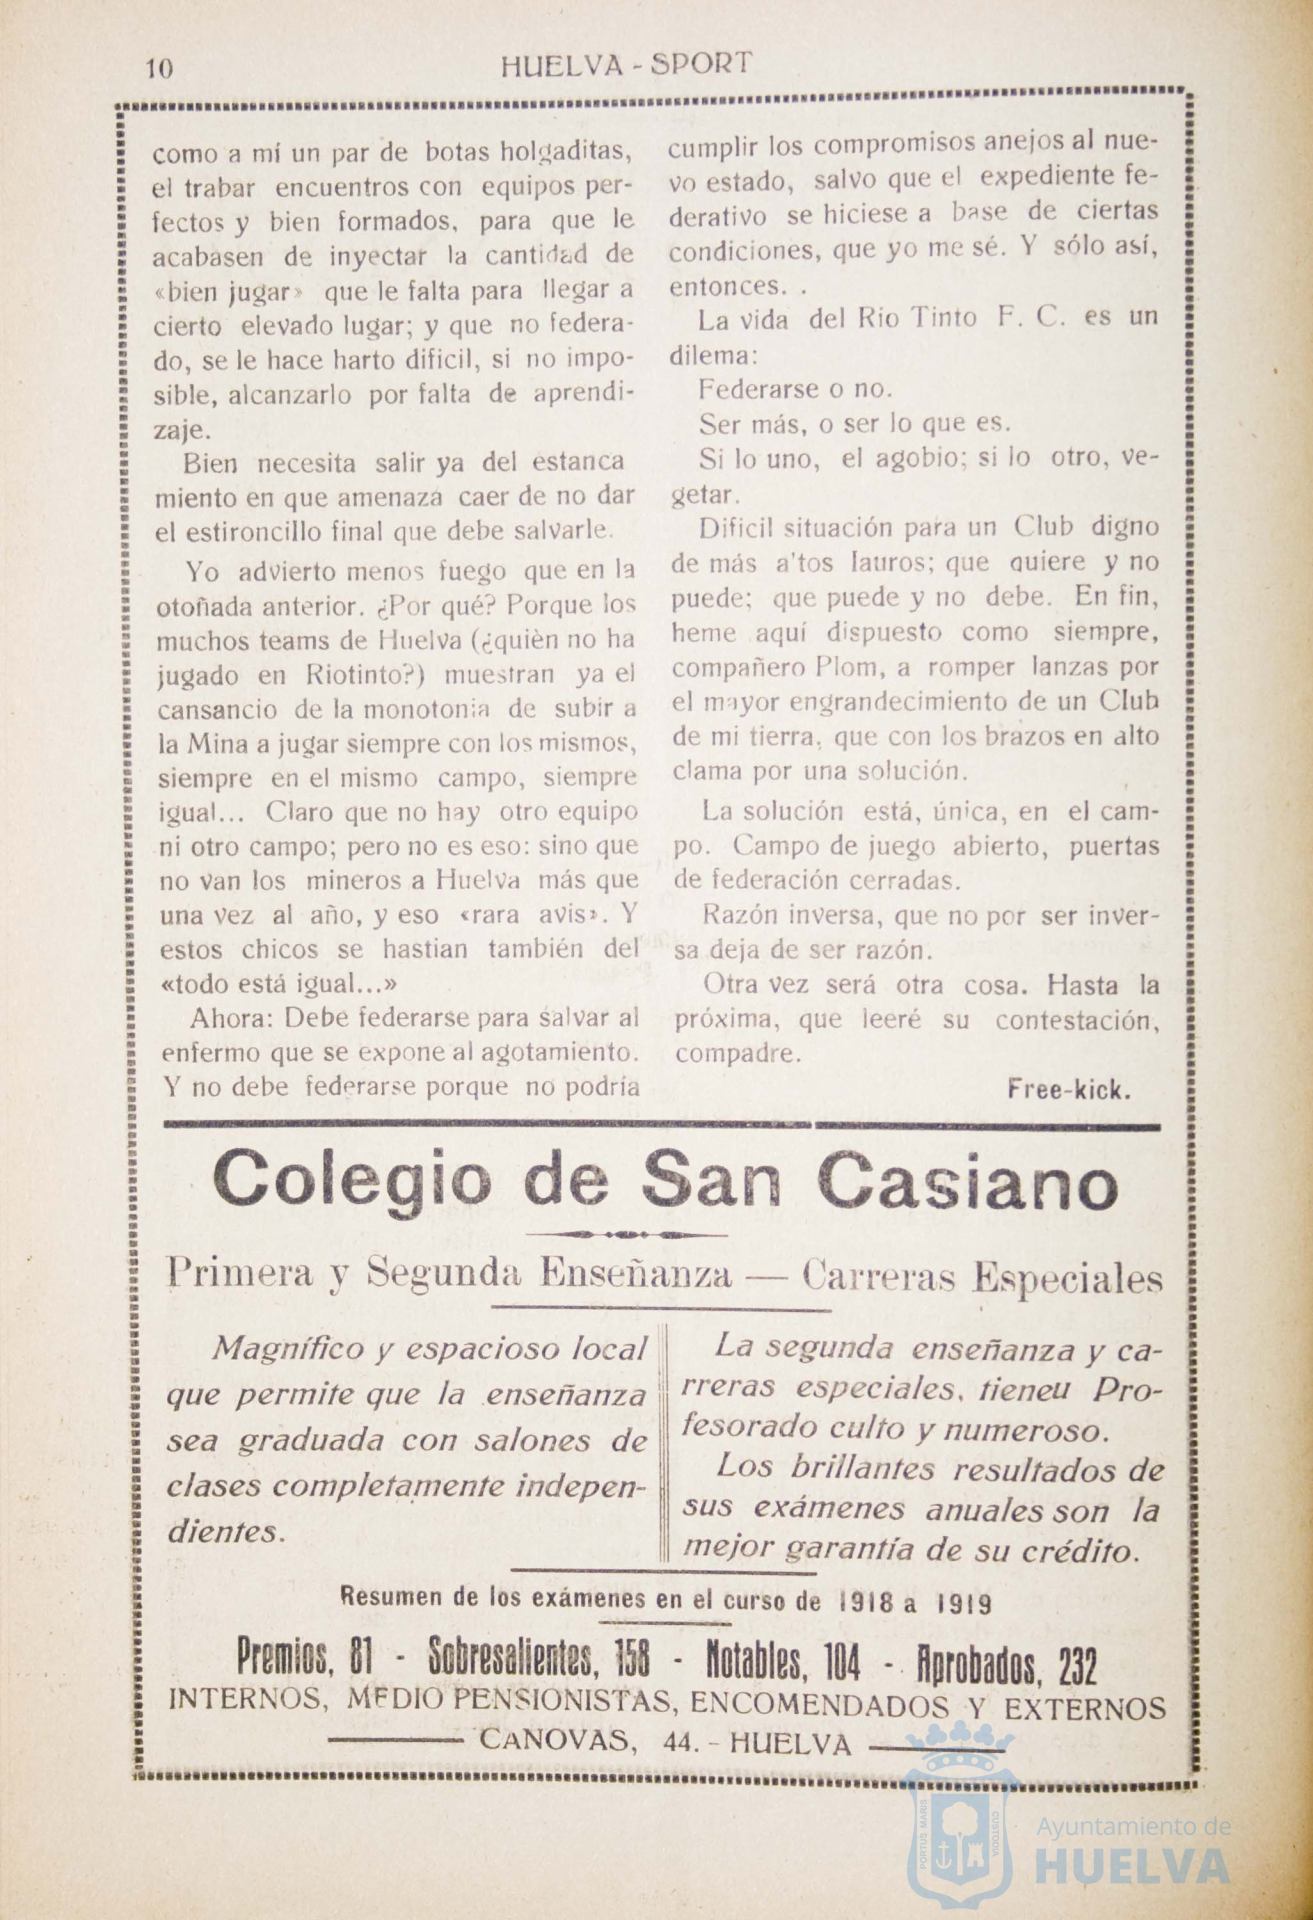 10
HUELVA - SPORT
como a mí un par de botas holgaditas,
el trabar encuentros con equipos per-
fectos y bien formados, para que le
acabasen de inyectar la cantidad de
«bien jugar» que le falta para llegar a
cierto elevado lugar; y que no federa-
do, se le hace harto dificil, si no impo-
sible, alcanzarlo por falta de aprendi-
zaje.
Bien necesita salir ya del estanca
miento en que amenaza caer de no dar
el estironcillo final que debe salvarle.
Yo advierto menos fuego que en la
otoñada anterior. ¿Por qué? Porque los
muchos teams de Huelva (¿quièn no ha
jugado en Riotinto?) muestran ya el
cansancio de la monotonia de subir a
la Mina a jugar siempre con los mismos,
siempre en el mismo campo, siempre
igual... Claro que no hay otro equipo
ni otro campo; pero no es eso: sino que
no van los mineros a Huelva más que
una vez al año, y eso «rara avis». Y
estos chicos se hastian también del
«todo está igual...»
Ahora: Debe federarse para salvar al
enfermo que se expone al agotamiento.
Y no debe federarse porque no podría
cumplir los compromisos anejos al nue-
vo estado, salvo que el expediente fe-
derativo se hiciese a base de ciertas
condiciones, que yo me sé. Y sólo así,
entonces. .
La vida del Rio Tinto F. C. es un
dilema:
Federarse o no.
Ser más, o ser lo que es.
Si lo uno, el agobio; si lo otro, ve-
getar.
Dificil situación para un Club digno
de más a'tos lauros; que quiere y no
puede; que puede y no debe. En fin,
heme aquí dispuesto como siempre,
compañero Plom, a romper lanzas por
el mayor engrandecimiento de un Club
de mi tierra, que con los brazos en alto
clama por una solución.
La solución está, única, en el cam-
po. Campo de juego abierto, puertas
de federación cerradas.
Razón inversa, que no por ser inver-
sa deja de ser razón.
Otra vez será otra cosa. Hasta la
próxima, que leeré su contestación,
compadre.
Free-kick.
Colegio de San Casiano
Primera y Segunda Enseñanza — Carreras Especiales
Magnífico y espacioso local
que permite que la enseñanza
sea graduada con salones de
clases completamente indepen-
dientes.
La segunda enseñanza y ca-
rreras especiales, tieneu Pro-
fesorado culto y numeroso.
Los brillantes resultados de
sus exámenes anuales son la
mejor garantía de su crédito.
Resumen de los exámenes en el curso de 1918 a 1919
Premios, 81 - Sobresalientes, 158 - Notables, 104 - Aprobados, 232
INTERNOS, MEDIO PENSIONISTAS, ENCOMENDADOS Y EXTERNOS
CANOVAS, 44. - HUELVA
PORTUS MARIS CUSTODIA
Ayuntamiento de
HUELVA